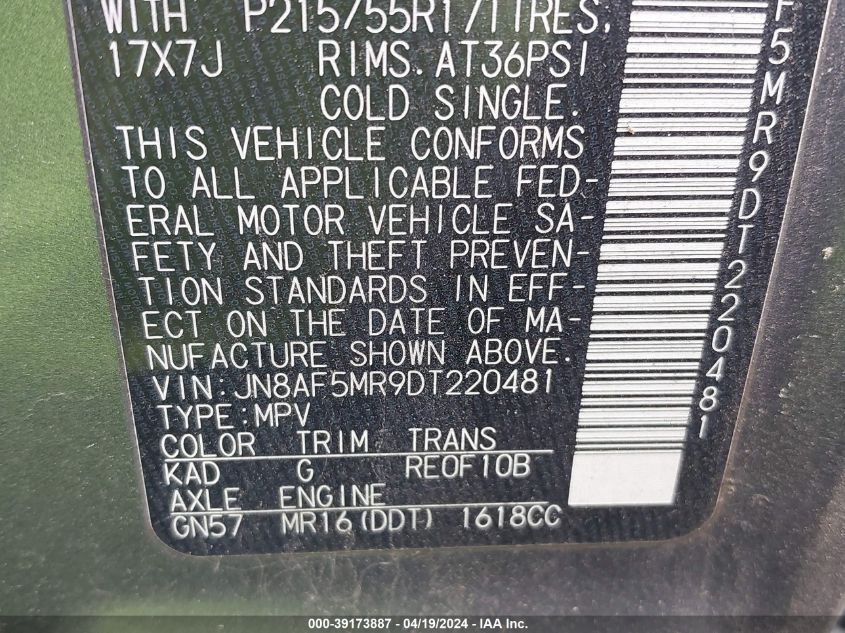 WITH P215/55R17TIRES,
17X7J RIMS. AT36PSI
COLD SINGLE.
THIS VEHICLE CONFORMS
TO ALL APPLICABLE FED-
ERAL MOTOR VEHICLE SA-
FETY AND THEFT PREVEN-
TION STANDARDS IN EFF-
ECT ON THE DATE OF MA-
NUFACTURE SHOWN ABOVE.
VIN:JN8AF5MR9DT220481
TYPE:MPV
COLOR TRIM TRANS
KAD G RE0F10B
AXLE ENGINE
GN57 MR16(DDT) 1618CC
F5MR9DT220481
000-39173887 - 04/19/2024 - IAA Inc.